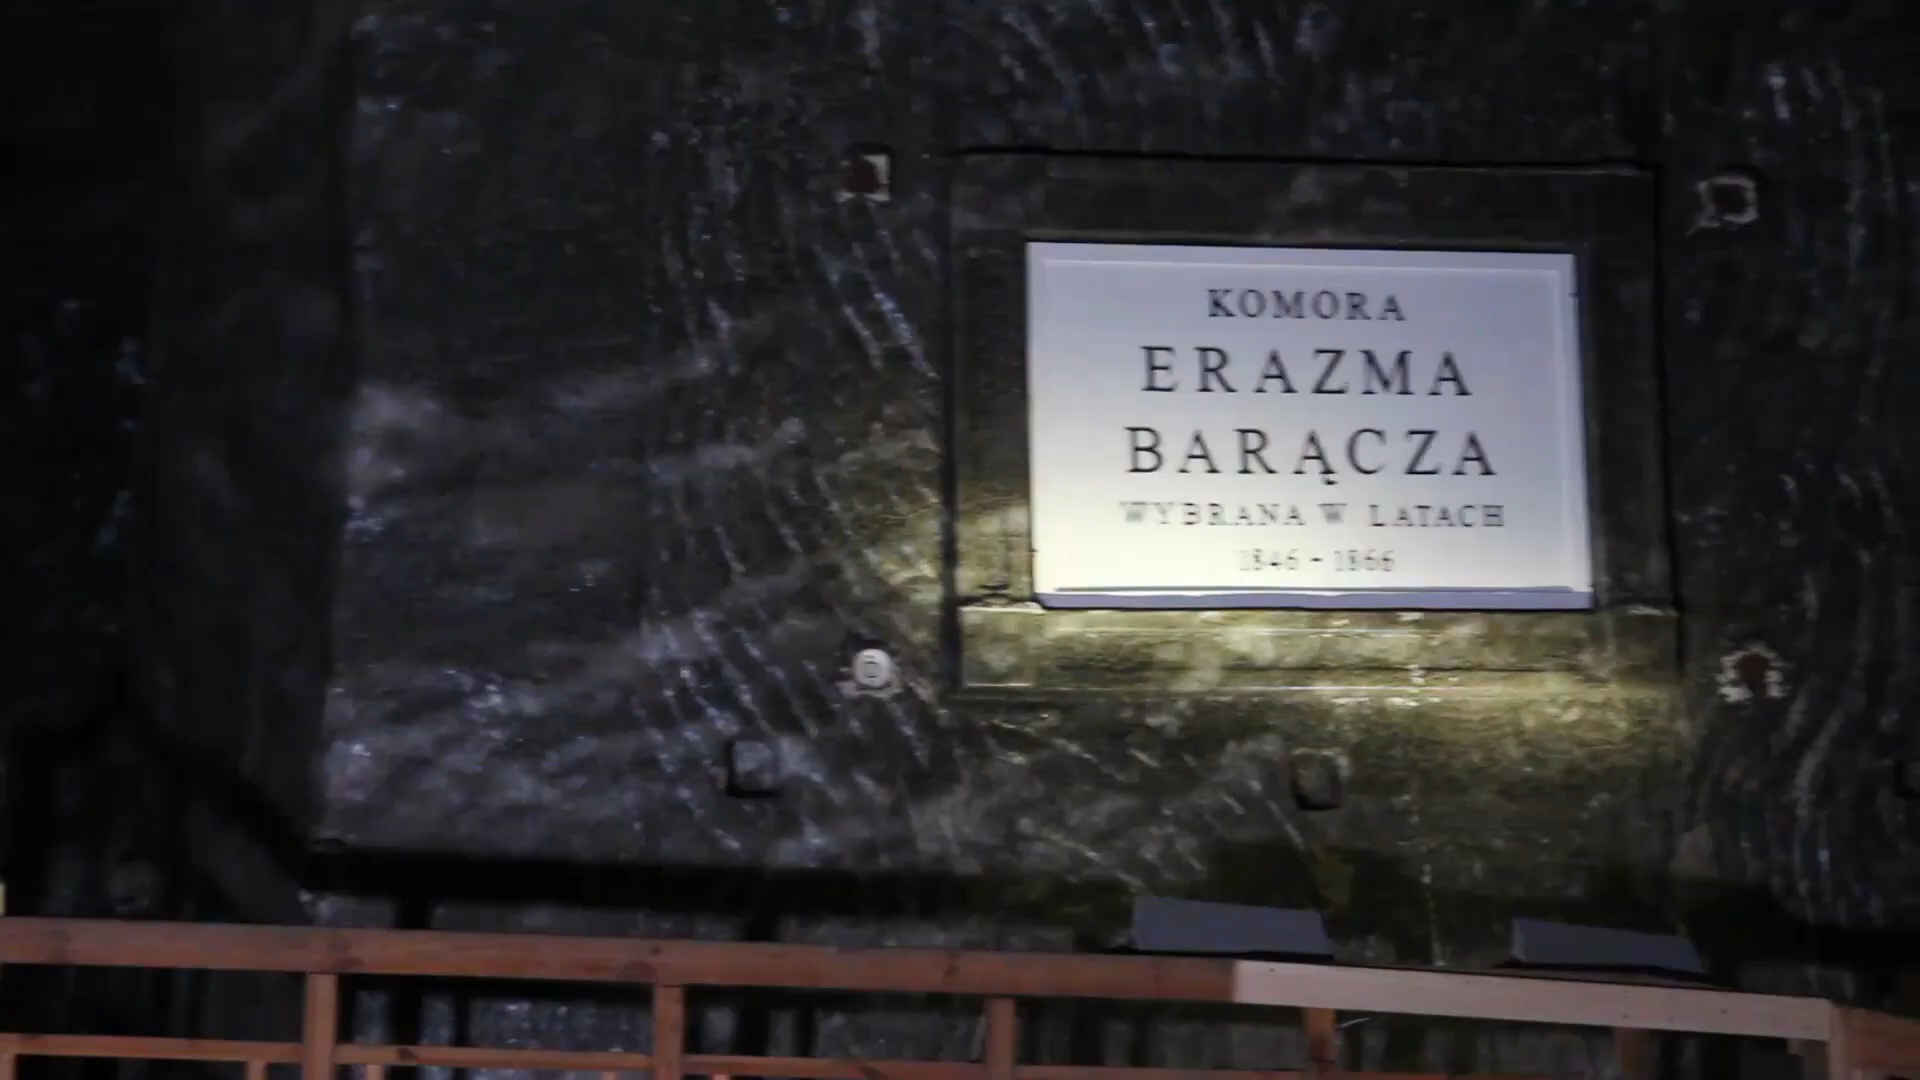 KOMORA
ERAZMA
BARĄCZA
WYBRANA W LATACH
1846 - 1866